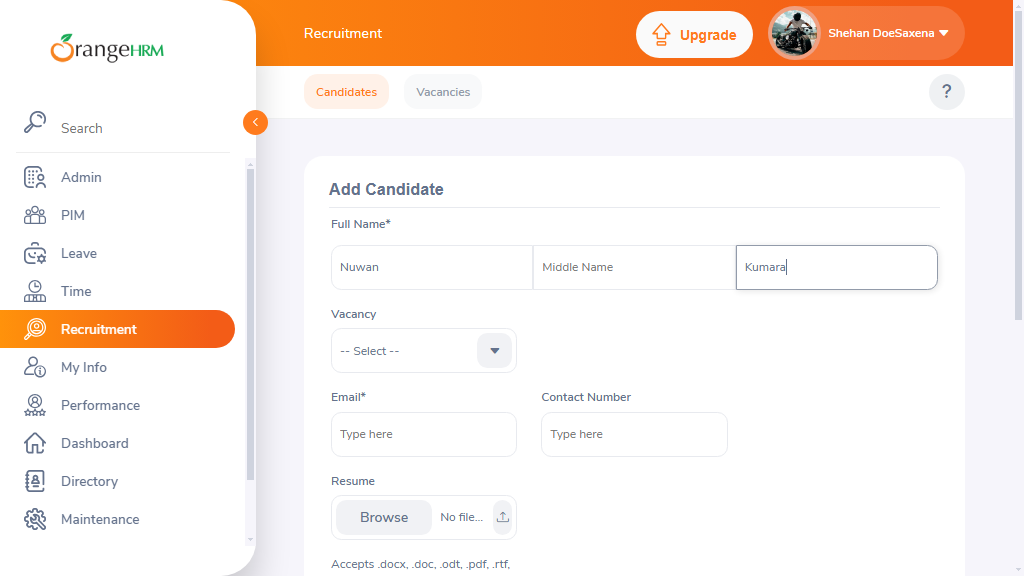 OrangeHRM
Recruitment
Upgrade
Shehan DoeSaxena
Candidates
Vacancies
?
Search
Admin
PIM
Leave
Time
Recruitment
My Info
Performance
Dashboard
Directory
Maintenance
Add Candidate
Full Name*
Nuwan
Middle Name
Kumara
Vacancy
-- Select --
Email*
Contact Number
Type here
Type here
Resume
Browse
No file...
Accepts .docx, .doc, .odt, .pdf, .rtf,